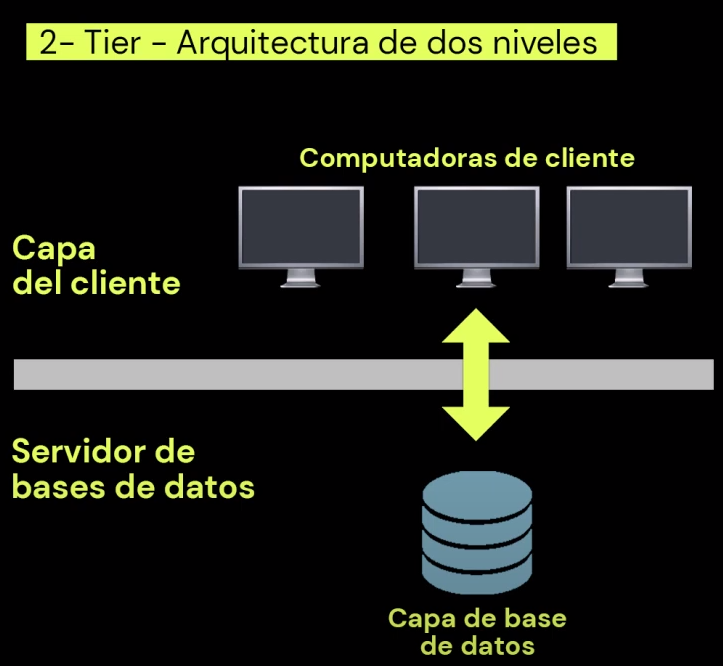 2- Tier - Arquitectura de dos niveles
Computadoras de cliente
Capa
del cliente
Servidor de
bases de datos
Capa de base
de datos